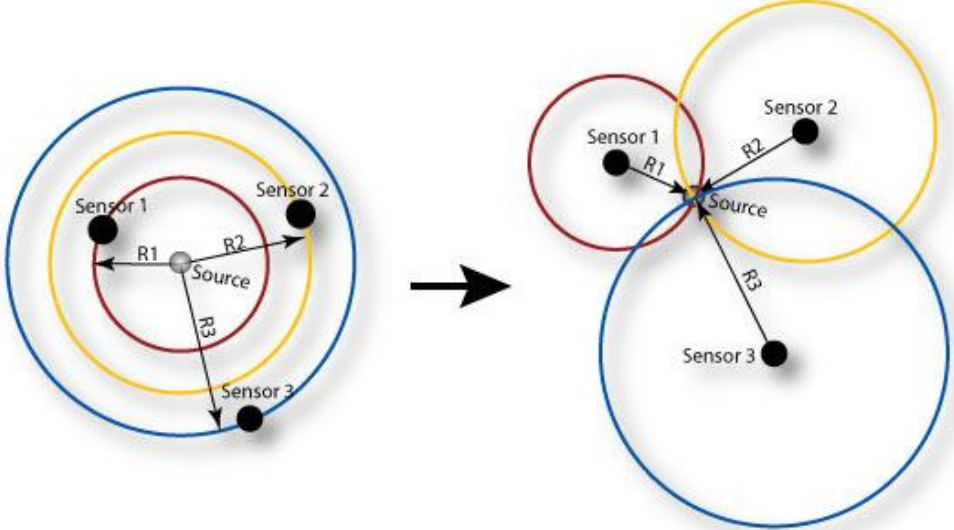 Sensor 1
Sensor 2
R1
R2
Source
R3
Sensor 3
Sensor 1
Sensor 2
R1
R2
Source
R3
Sensor 3